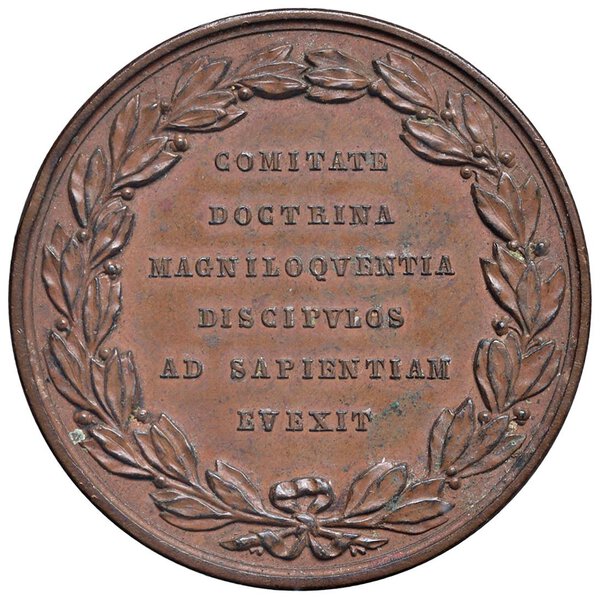 COMITATE
DOCTRINA
MAGNILOQVENTIA
DISCIPVLOS
AD SAPIENTIAM
EVEXIT